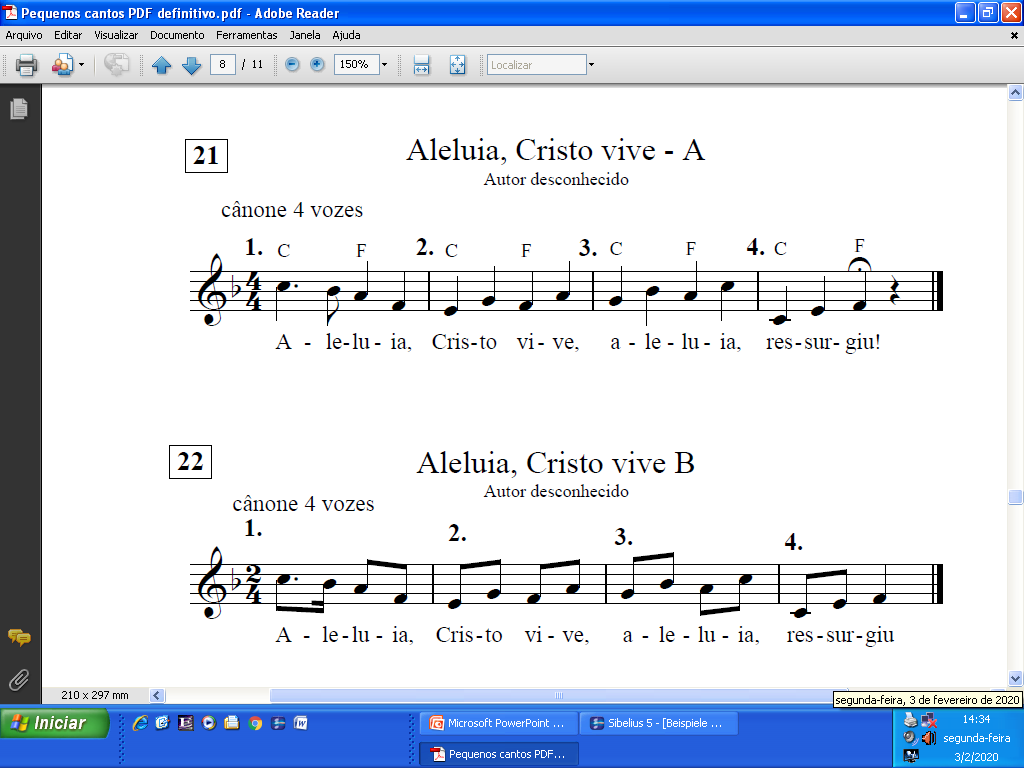 Pequenos cantos PDF definitivo.pdf - Adobe Reader
Arquivo Editar Visualizar Documento Ferramentas Janela Ajuda
8 / 11 150% Localizar
21
Aleluia, Cristo vive - A
Autor desconhecido
cânone 4 vozes
1. C F 2. C F 3. C F 4. C F
A - le-lu - ia, Cris-to vi - ve, a - le - lu - ia, res-sur-giu!
22
Aleluia, Cristo vive B
Autor desconhecido
cânone 4 vozes
1. 2. 3. 4.
A - le-lu - ia, Cris-to vi - ve, a - le - lu - ia, res-sur-giu
210 x 297 mm
segunda-feira, 3 de fevereiro de 2020
Iniciar
Microsoft PowerPoint ...
Sibelius 5 - [Beispiele ...
Pequenos cantos PDF...
14:34
segunda-feira
3/2/2020